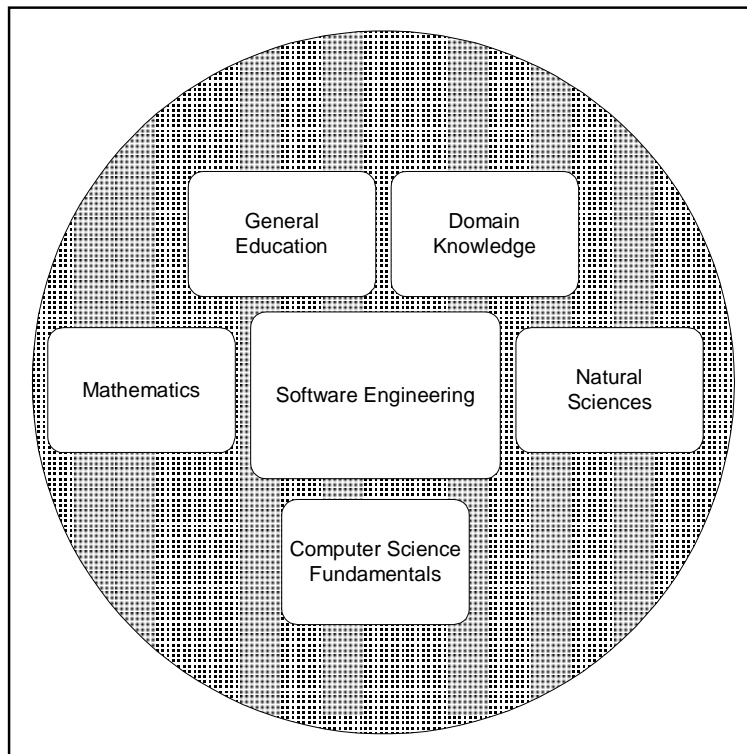 General
Education
Domain
Knowledge
Mathematics
Software Engineering
Natural
Sciences
Computer Science
Fundamentals